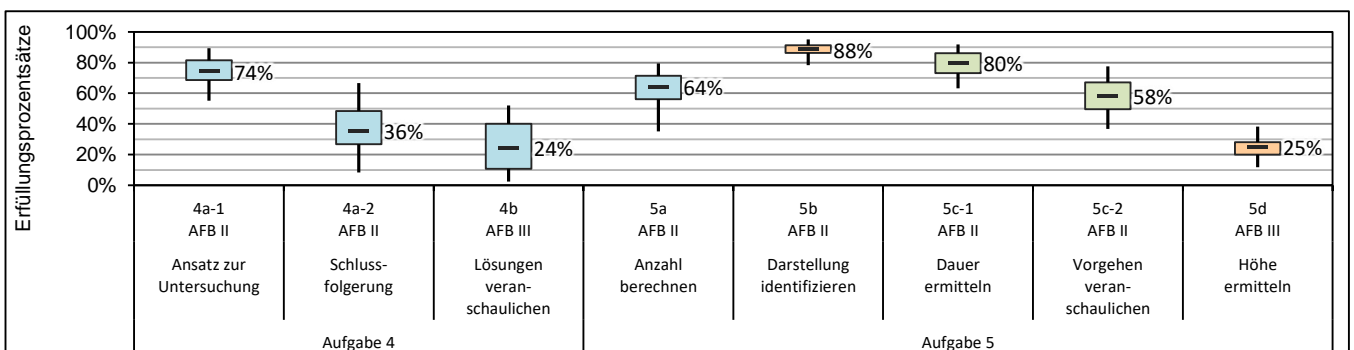 Erfüllungsprozentsätze
100%
80%
60%
40%
20%
0%
74%
36%
24%
64%
88%
80%
58%
25%
4a-1
AFB II
Ansatz zur
Untersuchung
4a-2
AFB II
Schluss-
folgerung
4b
AFB III
Lösungen
veran-
schaulichen
5a
AFB II
Anzahl
berechnen
5b
AFB II
Darstellung
identifizieren
5c-1
AFB II
Dauer
ermitteln
5c-2
AFB II
Vorgehen
veran-
schaulichen
5d
AFB III
Höhe
ermitteln
Aufgabe 4
Aufgabe 5